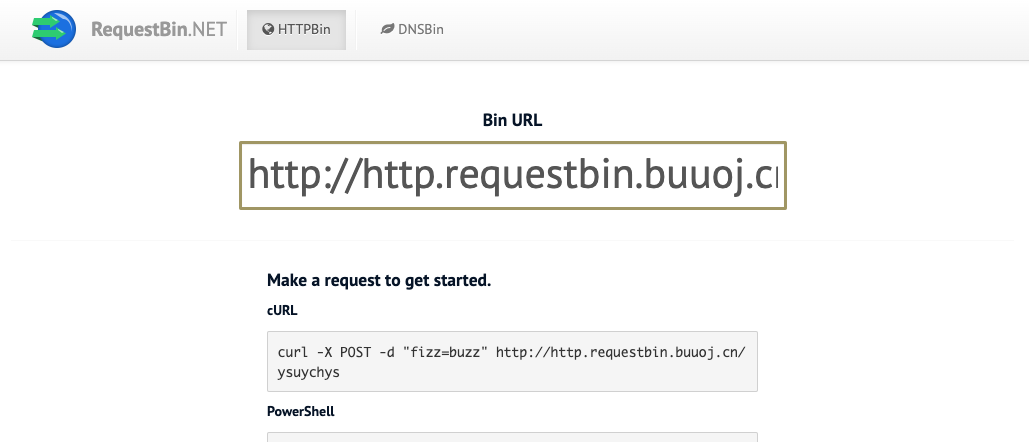 RequestBin.NET HTTPBin DNSBin
Bin URL
http://http.requestbin.buuoj.c
Make a request to get started.
cURL
curl -X POST -d "fizz=buzz" http://http.requestbin.buuoj.cn/
ysuychys
PowerShell